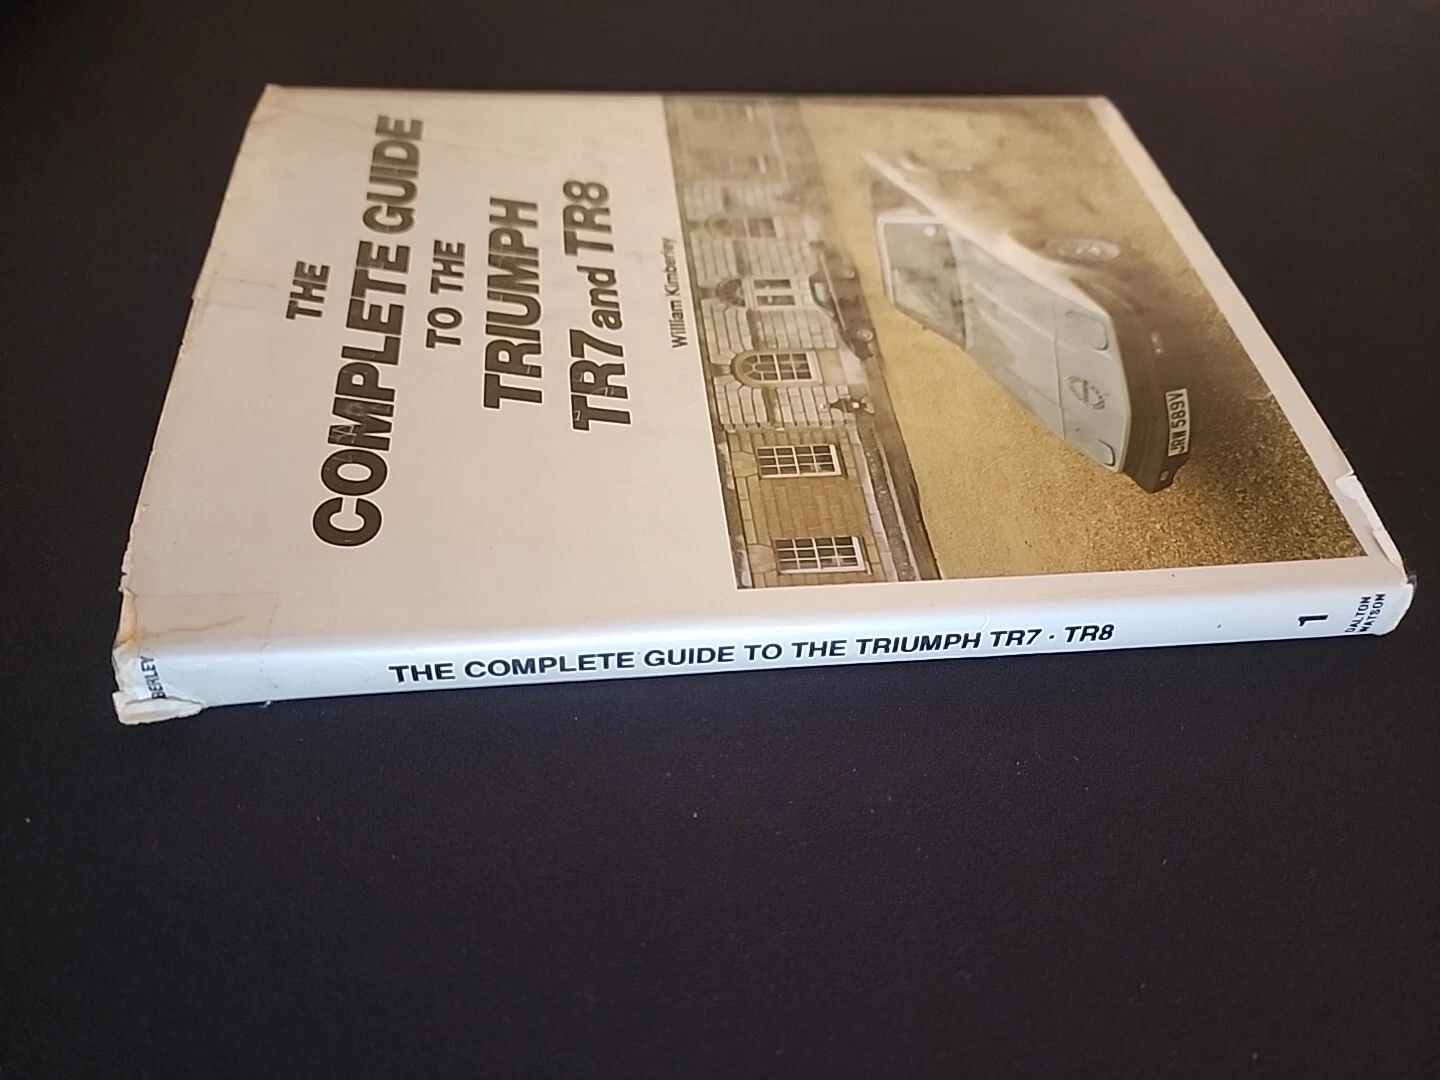 THE
COMPLETE GUIDE
TO THE
TRIUMPH
TR7 and TR8
William Kimberley
JRW 589V
BERLEY
THE COMPLETE GUIDE TO THE TRIUMPH TR7 · TR8
1
DALTON
WATSON